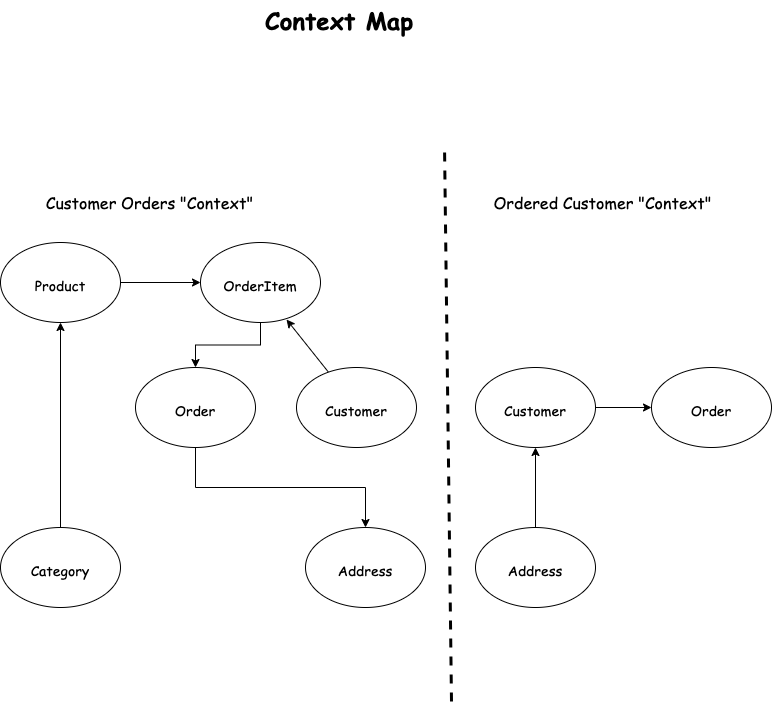 Context Map
Customer Orders "Context"
Ordered Customer "Context"
Product
OrderItem
Order
Customer
Customer
Order
Category
Address
Address